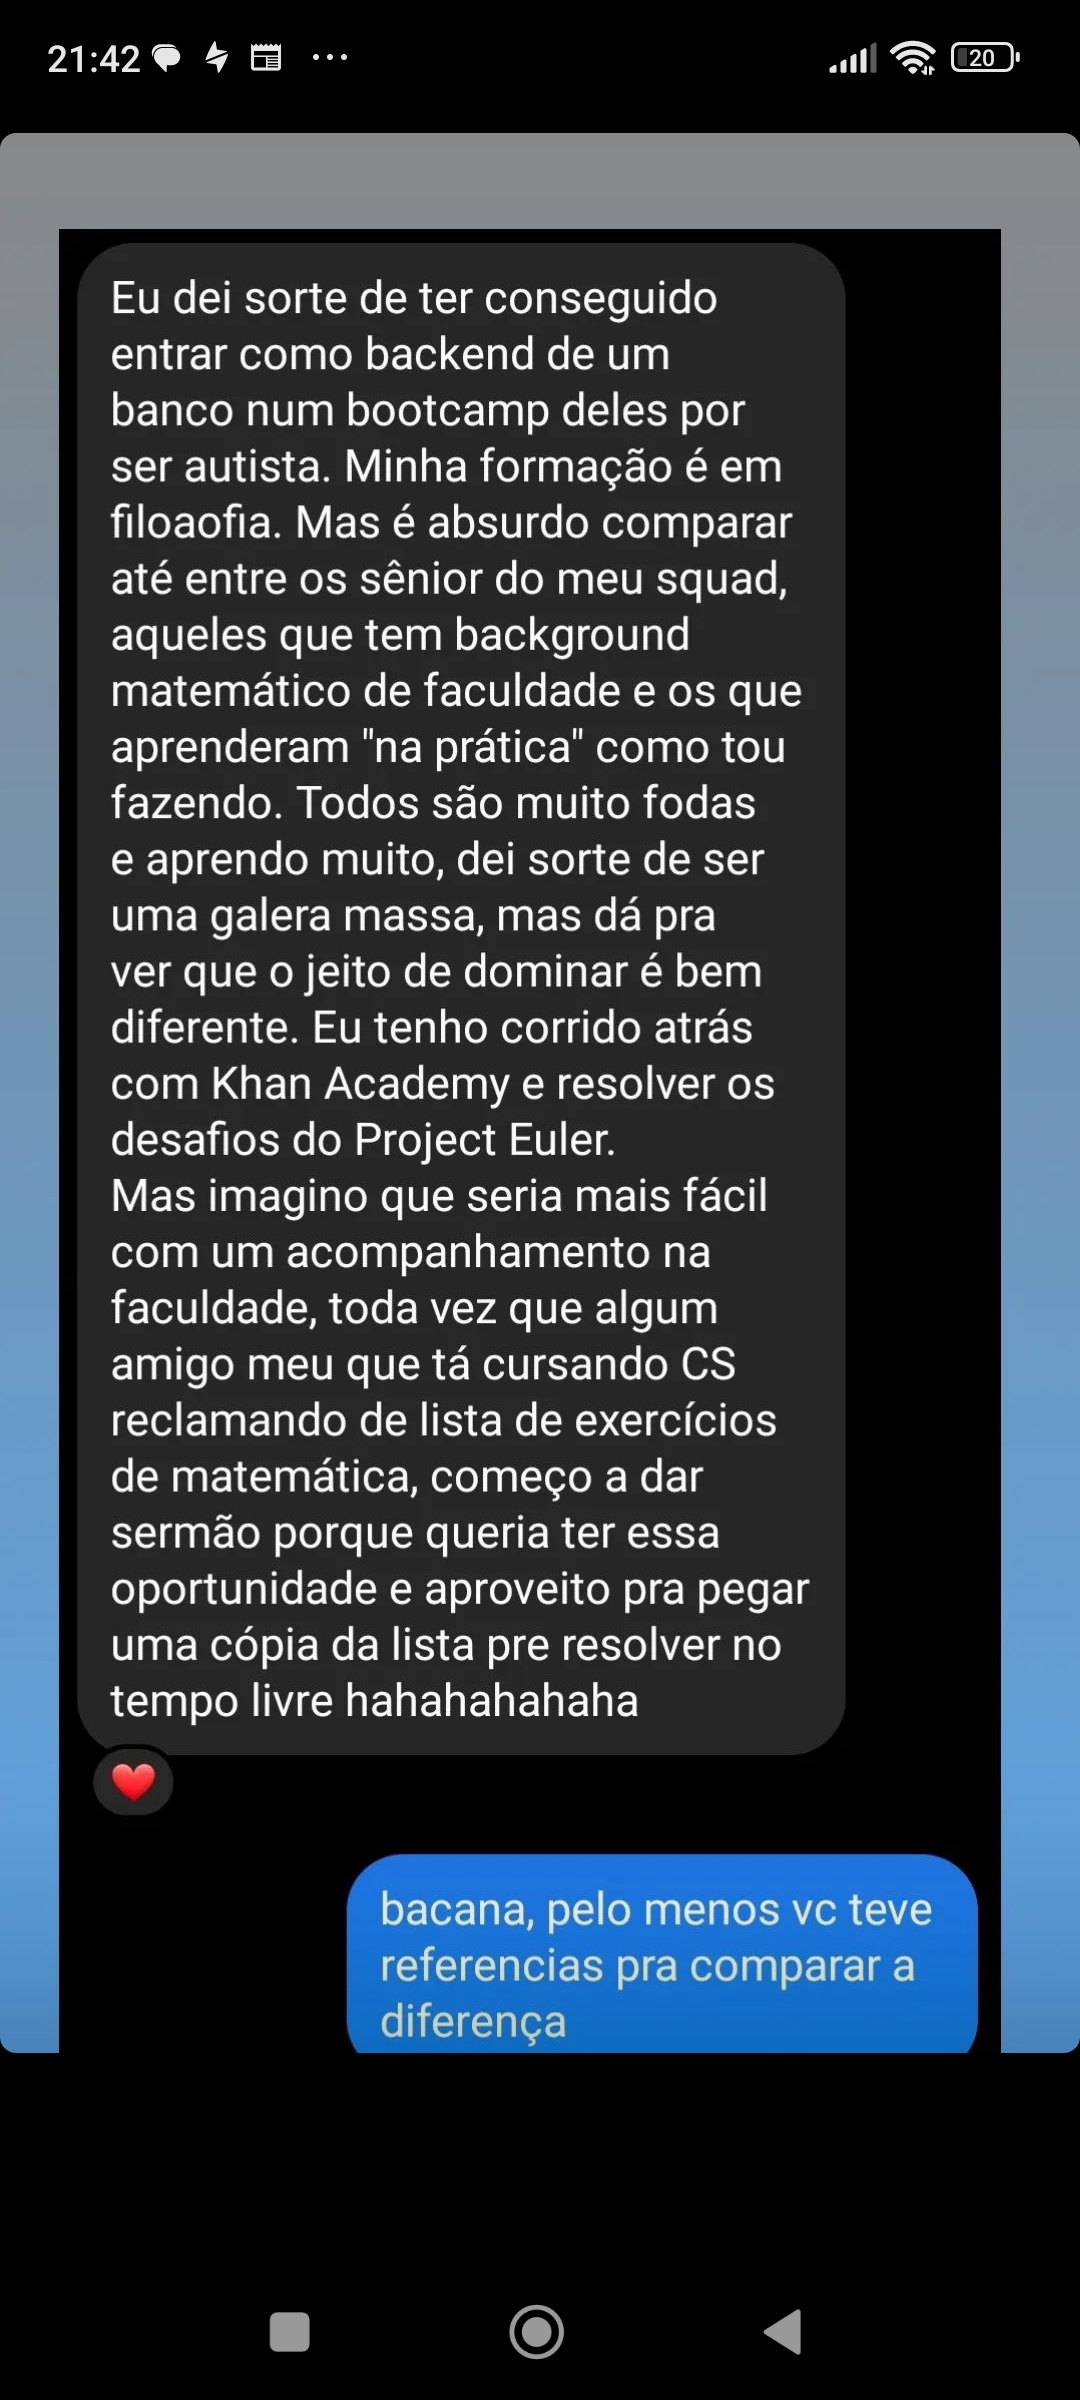 21:42
20
Eu dei sorte de ter conseguido
entrar como backend de um
banco num bootcamp deles por
ser autista. Minha formação é em
filoaofia. Mas é absurdo comparar
até entre os sênior do meu squad,
aqueles que tem background
matemático de faculdade e os que
aprenderam "na prática" como tou
fazendo. Todos são muito fodas
e aprendo muito, dei sorte de ser
uma galera massa, mas dá pra
ver que o jeito de dominar é bem
diferente. Eu tenho corrido atrás
com Khan Academy e resolver os
desafios do Project Euler.
Mas imagino que seria mais fácil
com um acompanhamento na
faculdade, toda vez que algum
amigo meu que tá cursando CS
reclamando de lista de exercícios
de matemática, começo a dar
sermão porque queria ter essa
oportunidade e aproveito pra pegar
uma cópia da lista pre resolver no
tempo livre hahahahahaha
bacana, pelo menos vc teve
referencias pra comparar a
diferença